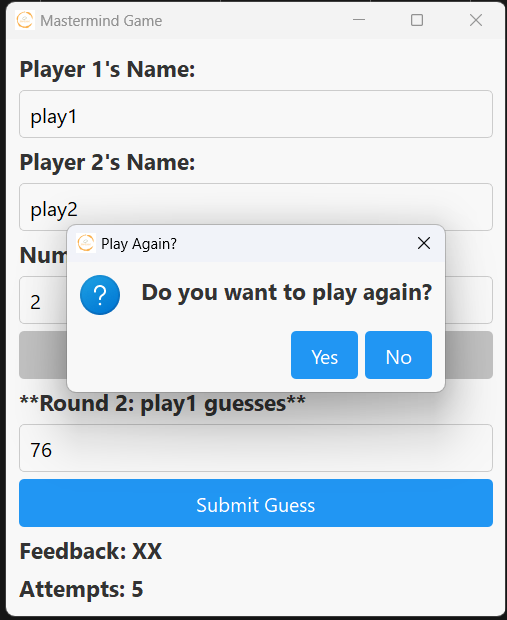 Mastermind Game
Player 1's Name:
play1
Player 2's Name:
play2
Play Again?
Num
Do you want to play again?
2
Yes No
**Round 2: play1 guesses**
76
Submit Guess
Feedback: XX
Attempts: 5